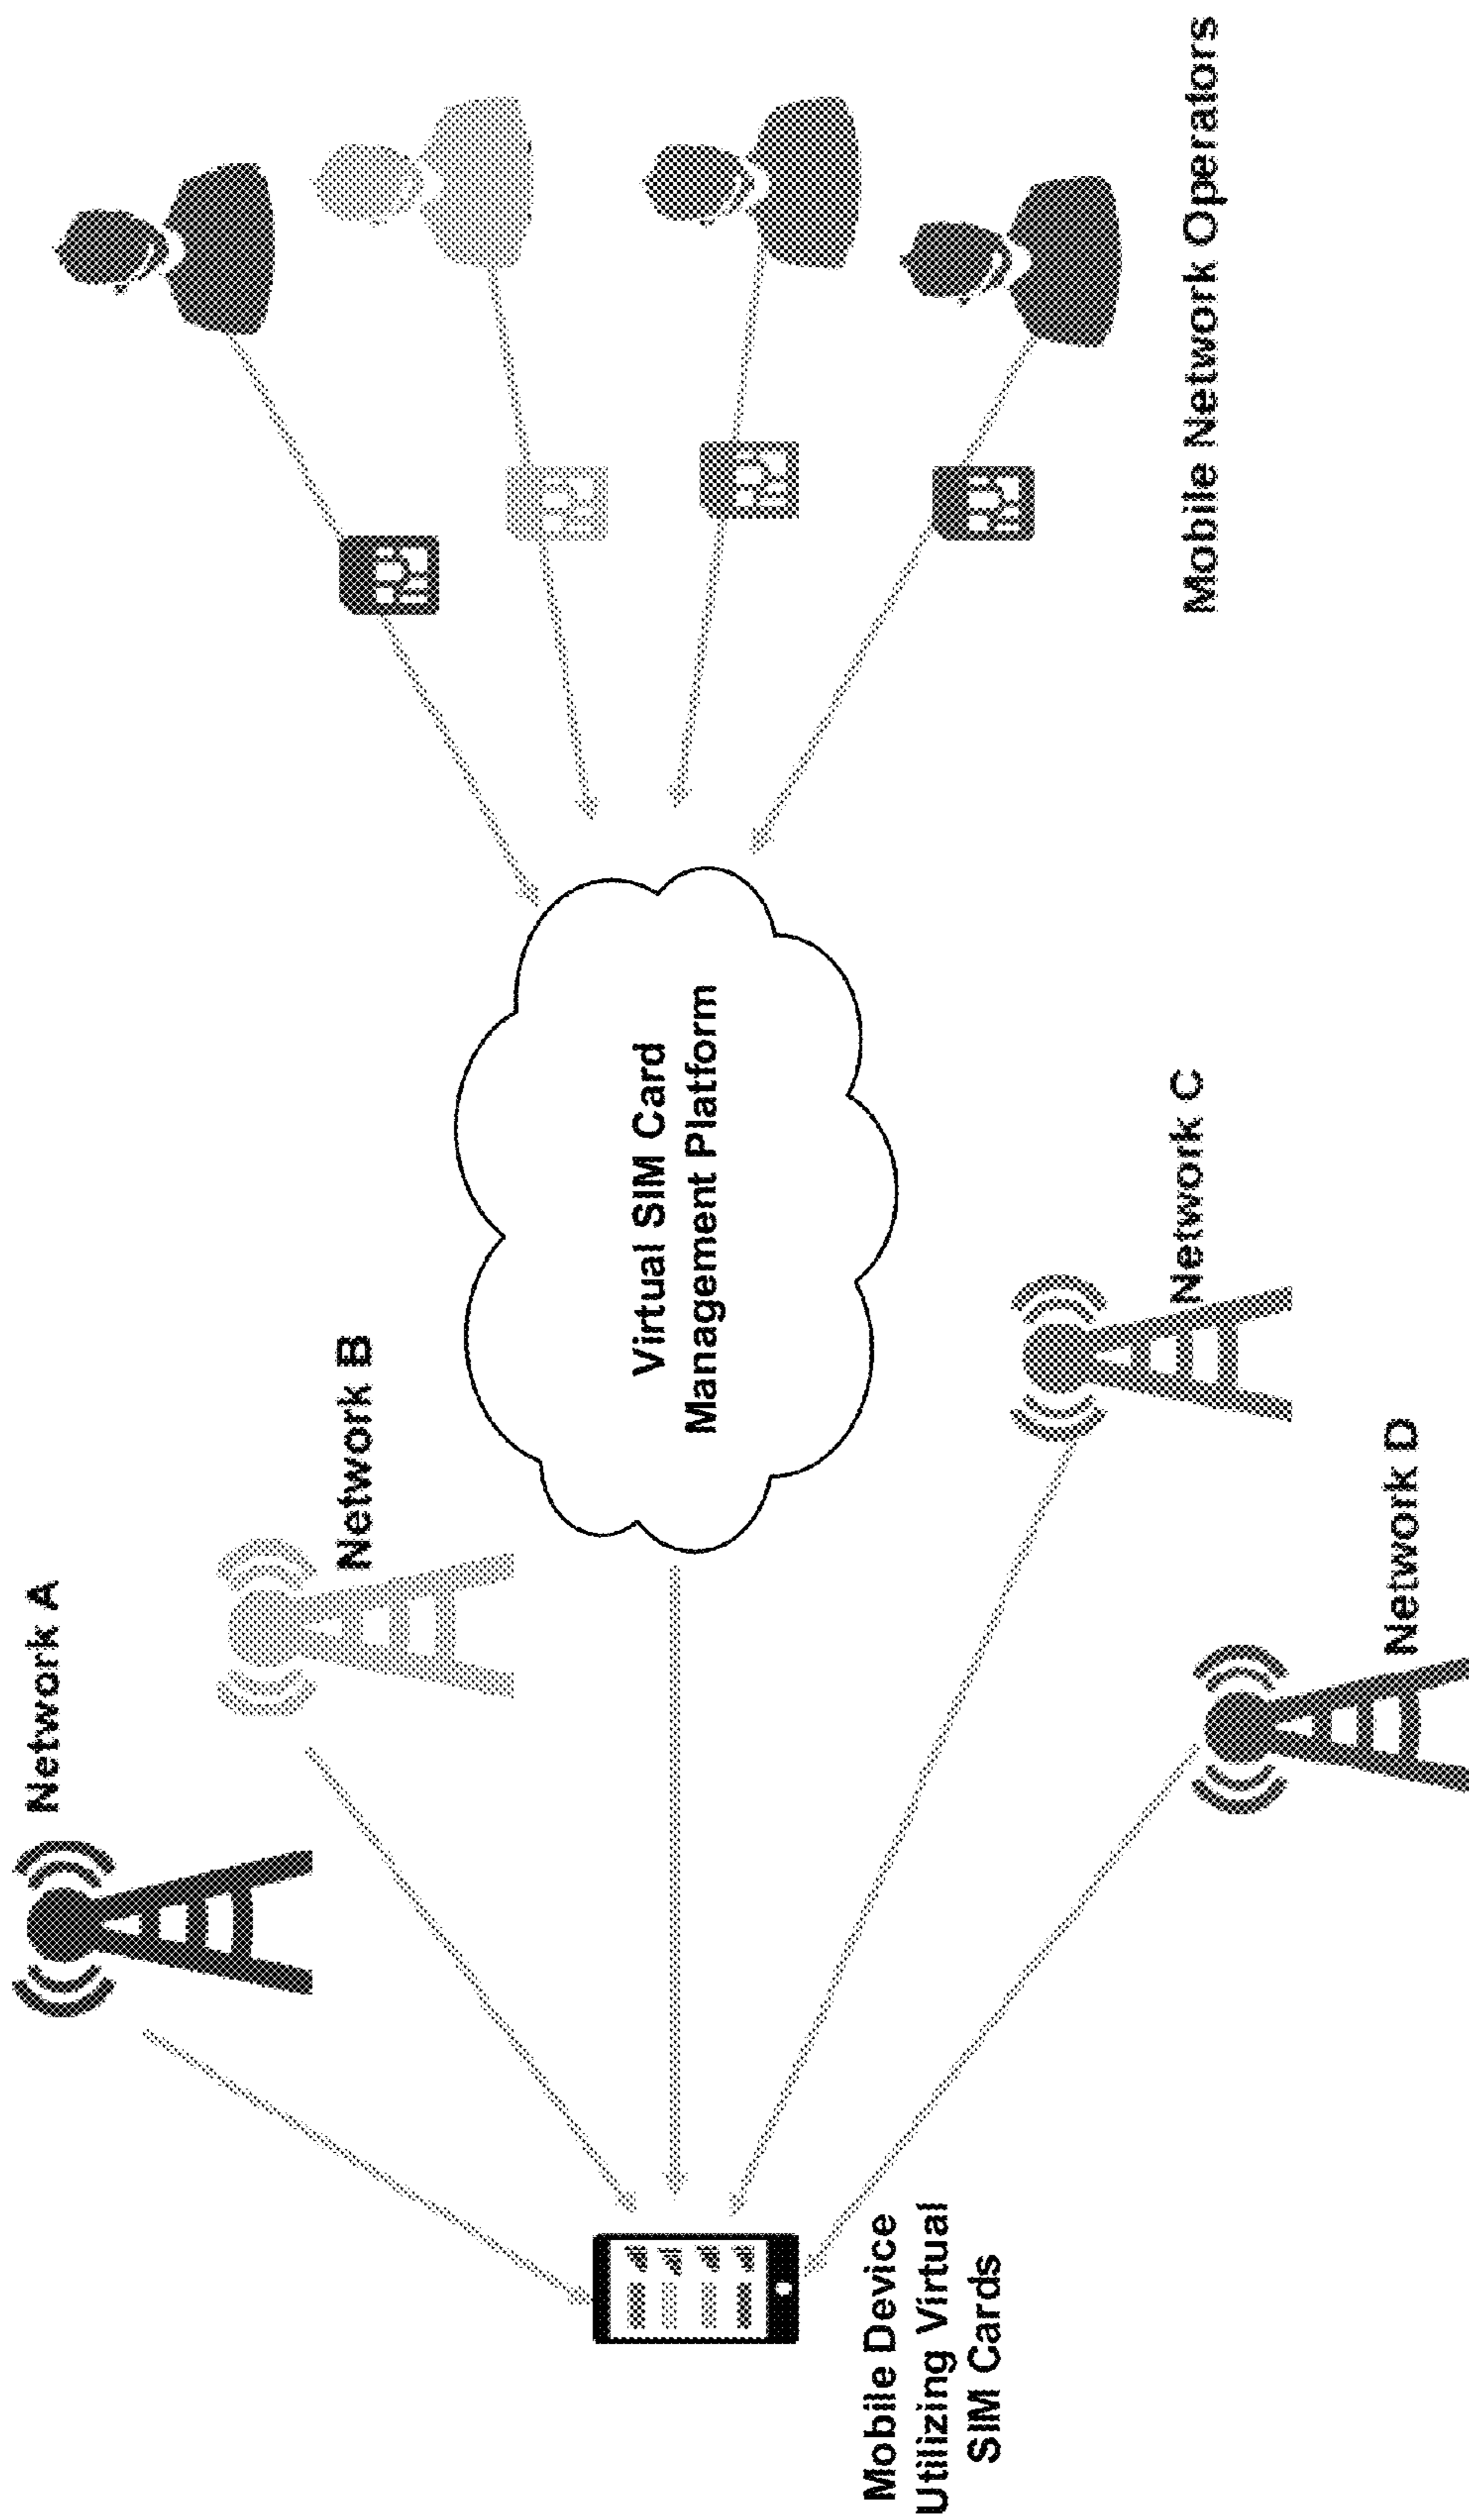 Network A
Network B
Virtual SIM Card
Management Platform
Mobile Device
Utilizing Virtual
SIM Cards
Network C
Network D
Mobile Network Operators